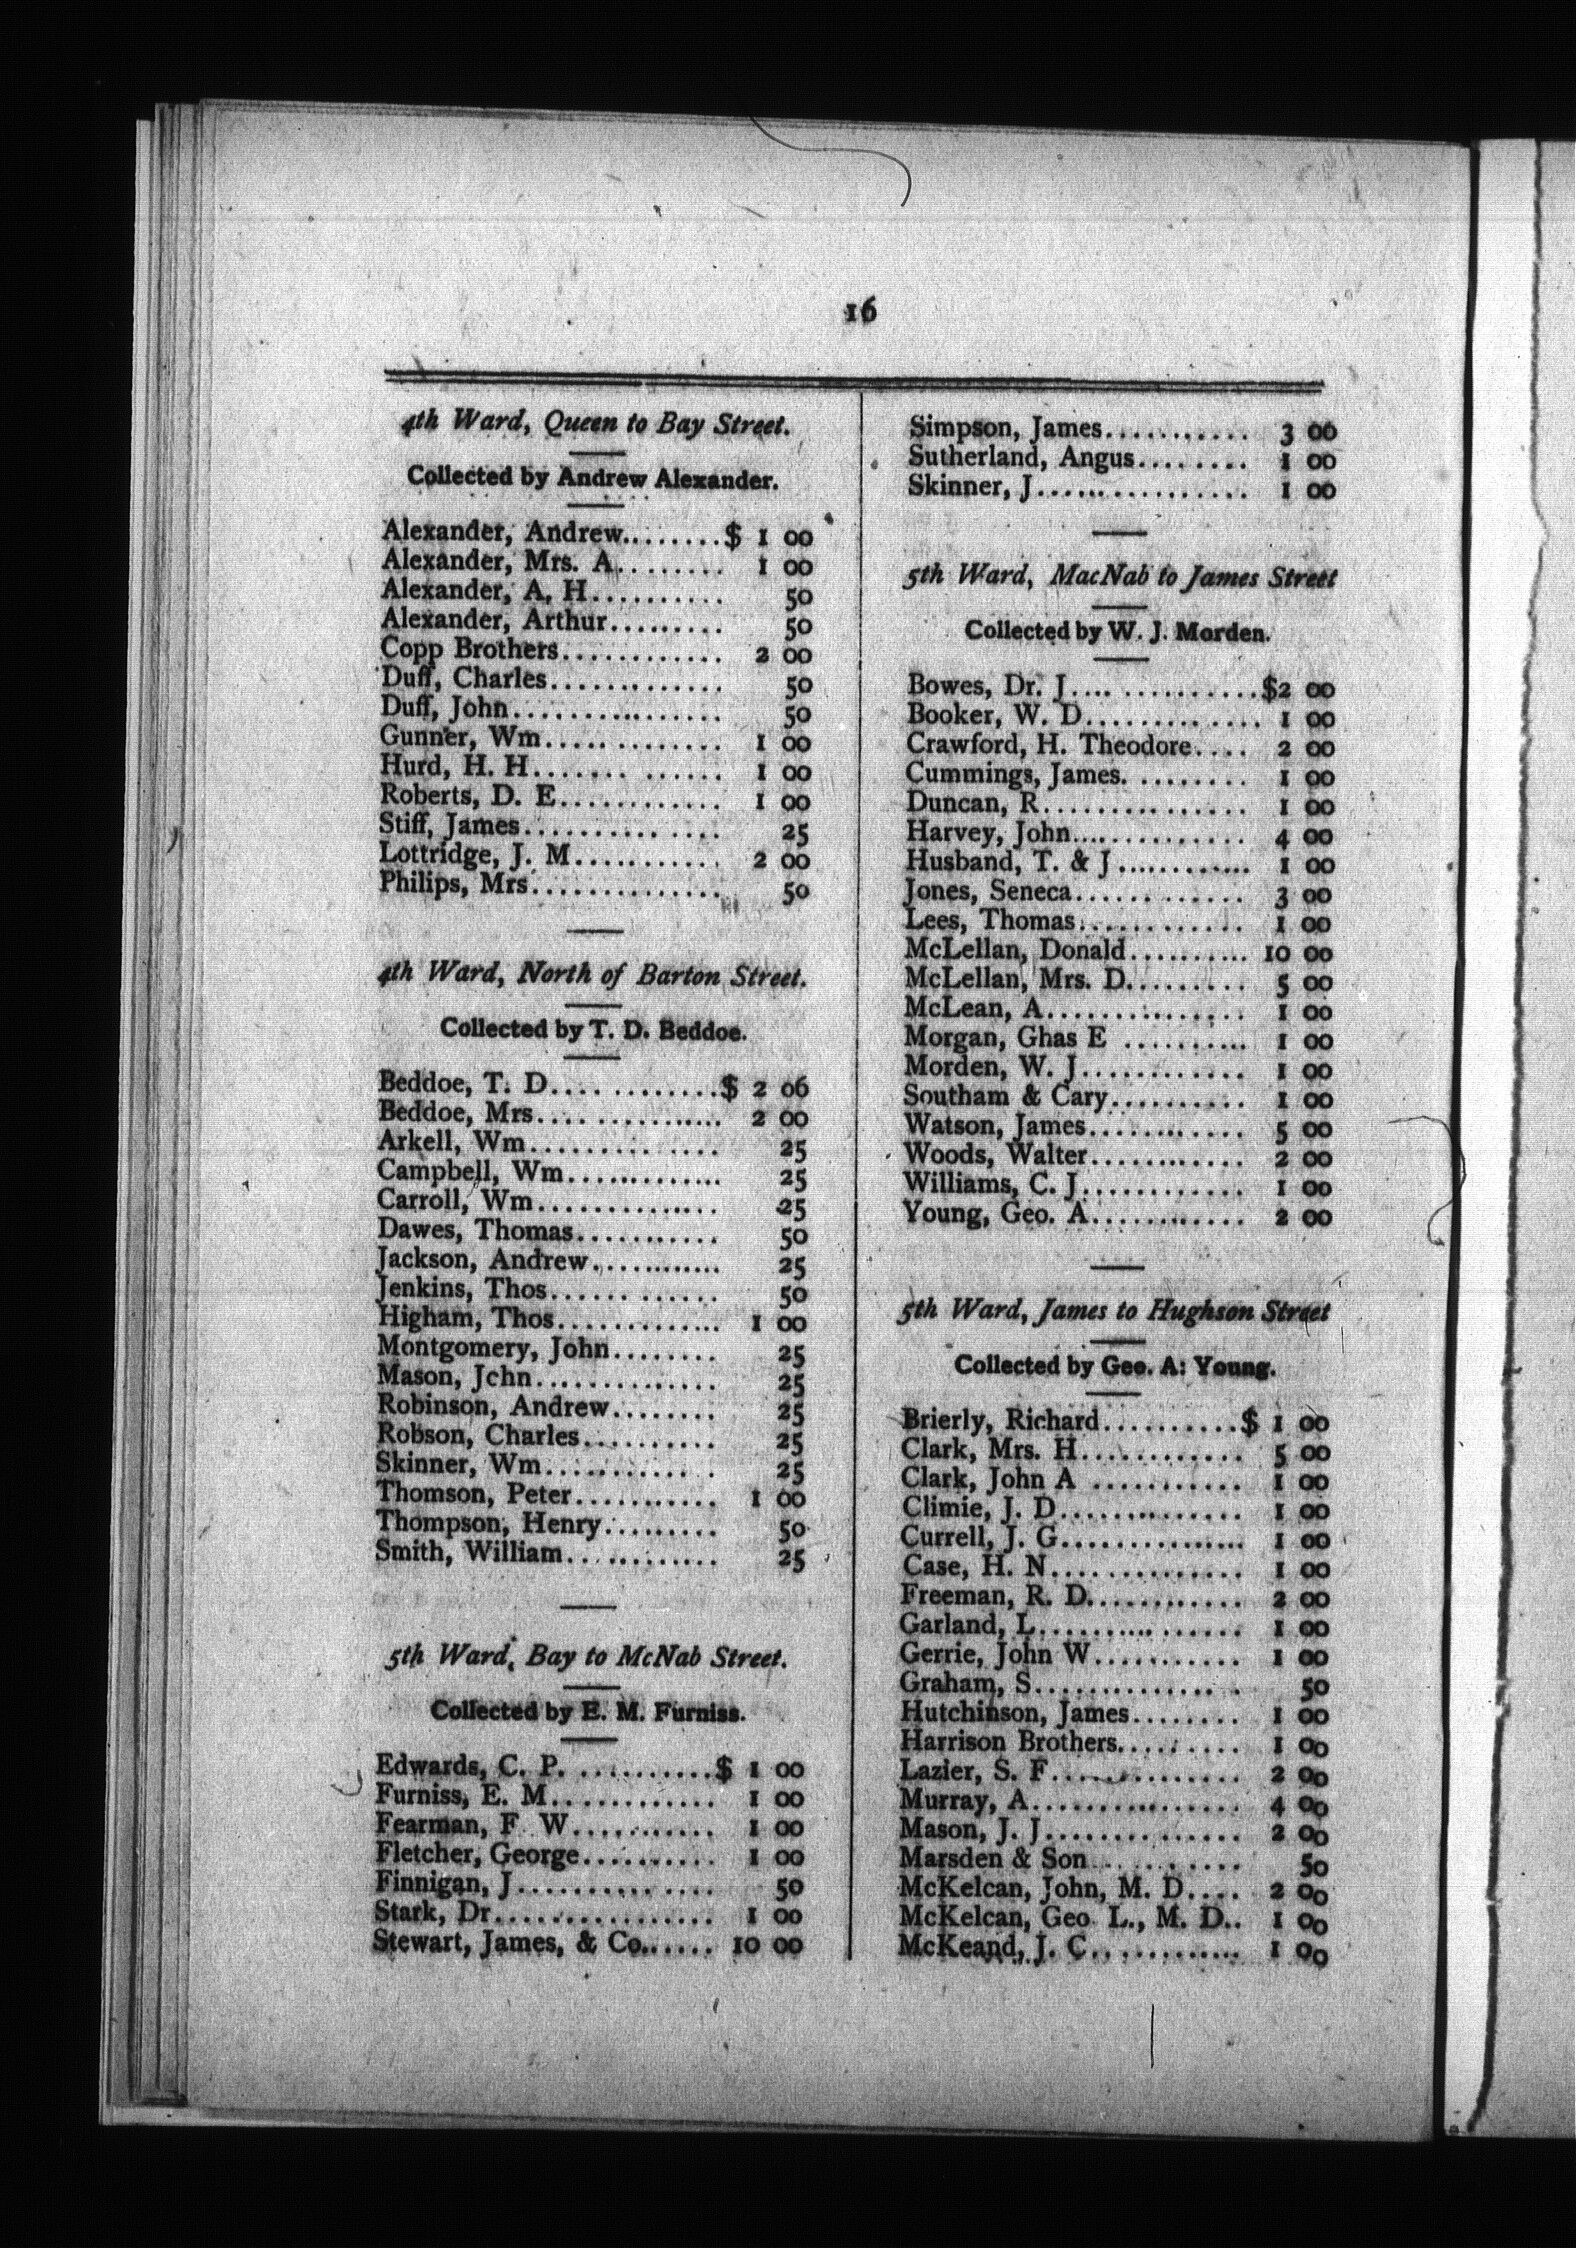 16
4th Ward, Queen to Bay Street.
Collected by Andrew Alexander.
Alexander, Andrew........$ 1 00
Alexander, Mrs. A........ 1 00
Alexander, A. H.......... 50
Alexander, Arthur........ 50
Copp Brothers............ 2 00
Duff, Charles............ 50
Duff, John............... 50
Gunner, Wm............. 1 00
Hurd, H. H....... ...... 1 00
Roberts, D. E............ 1 00
Stiff, James.............. 25
Lottridge, J. M........... 2 00
Philips, Mrs.............. 50
4th Ward, North of Barton Street.
Collected by T. D. Beddoe.
Beddoe, T. D.... ........$ 2 06
Beddoe, Mrs.... ......... 2 00
Arkell, Wm.............. 25
Campbell, Wm............ 25
Carroll, Wm............. 25
Dawes, Thomas........... 50
Jackson, Andrew.......... 25
Jenkins, Thos............ 50
Higham, Thos............ 1 00
Montgomery, John........ 25
Mason, Jchn............. 25
Robinson, Andrew........ 25
Robson, Charles.......... 25
Skinner, Wm............ 25
Thomson, Peter........... 1 00
Thompson, Henry......... 50
Smith, William........... 25
5th Ward, Bay to McNab Street.
Collected by E. M. Furniss.
Edwards, C. P. ..........$ 1 00
Furniss, E. M............ 1 00
Fearman, F. W........... 1 00
Fletcher, George.......... 1 00
Finnigan, J.............. 50
Stark, Dr................ 1 00
Stewart, James, & Co...... 10 00
Simpson, James........... 3 00
Sutherland, Angus........ 1 00
Skinner, J............... 1 00
5th Ward, MacNab to James Street
Collected by W. J. Morden.
Bowes, Dr. J.... ..........$2 00
Booker, W. D............. 1 00
Crawford, H. Theodore.... 2 00
Cummings, James. ........ 1 00
Duncan, R............... 1 00
Harvey, John............. 4 00
Husband, T. & J........... 1 00
Jones, Seneca............ 3 00
Lees, Thomas............ 1 00
McLellan, Donald.......... 10 00
McLellan, Mrs. D......... 5 00
McLean, A.............. 1 00
Morgan, Ghas E .......... 1 00
Morden, W. J............ 1 00
Southam & Cary.......... 1 00
Watson, James........... 5 00
Woods, Walter........... 2 00
Williams, C. J............ 1 00
Young, Geo. A........... 2 00
5th Ward, James to Hughson Street
Collected by Geo. A: Young.
Brierly, Richard..........$ 1 00
Clark, Mrs. H............ 5 00
Clark, John A ........... 1 00
Climie, J. D............. 1 00
Currell, J. G............. 1 00
Case, H. N.............. 1 00
Freeman, R. D........... 2 00
Garland, L.............. 1 00
Gerrie, John W........... 1 00
Graham, S.............. 50
Hutchinson, James........ 1 00
Harrison Brothers......... 1 00
Lazier, S. F.............. 2 00
Murray, A............... 4 00
Mason, J. J.............. 2 00
Marsden & Son........... 50
McKelcan, John, M. D.... 2 00
McKelcan, Geo. L., M. D.. 1 00
McKeand, J. C........... 1 00